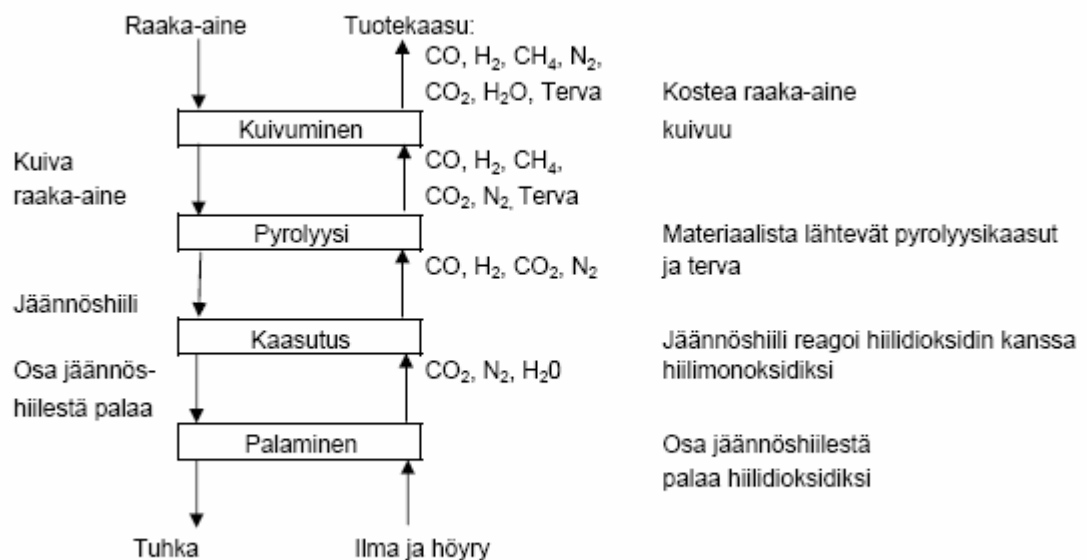 Raaka-aine
Tuotekaasu:
CO, H₂, CH₄, N₂,
CO₂, H₂O, Terva
Kostea raaka-aine
kuivuu
Kuivuminen
Kuiva
raaka-aine
CO, H₂, CH₄,
CO₂, N₂, Terva
Pyrolyysi
Materiaalista lähtevät pyrolyysikaasut
ja terva
CO, H₂, CO₂, N₂
Jäännöshiili
Kaasutus
Jäännöshiili reagoi hiilidioksidin kanssa
hiilimonoksidiksi
Osa jäännös-
hiilestä palaa
CO₂, N₂, H₂0
Palaminen
Osa jäännöshiilestä
palaa hiilidioksidiksi
Tuhka
Ilma ja höyry